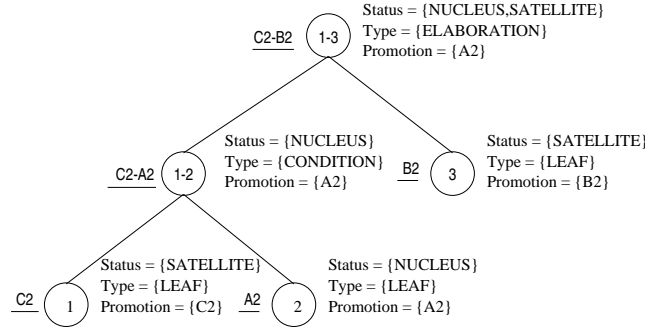 Status = {NUCLEUS,SATELLITE}
C2-B2
1-3
Type = {ELABORATION}
Promotion = {A2}
Status = {NUCLEUS}
C2-A2
1-2
Type = {CONDITION}
Promotion = {A2}
Status = {SATELLITE}
B2
3
Type = {LEAF}
Promotion = {B2}
Status = {SATELLITE}
C2
1
Type = {LEAF}
Promotion = {C2}
Status = {NUCLEUS}
A2
2
Type = {LEAF}
Promotion = {A2}